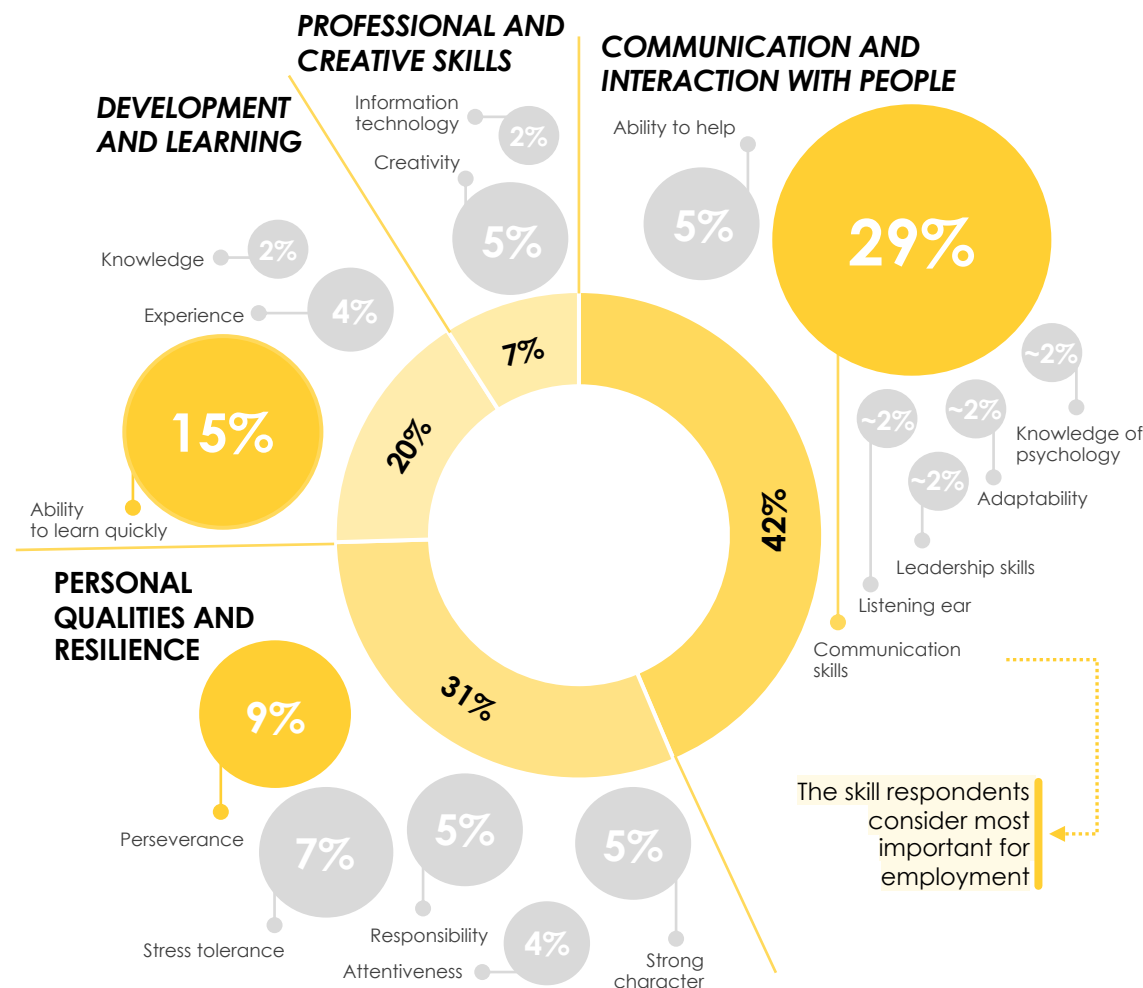 PROFESSIONAL AND
CREATIVE SKILLS
Information
technology
2%
Creativity
5%
COMMUNICATION AND
INTERACTION WITH PEOPLE
Ability to help
5%
29%
~2%
Knowledge of
psychology
~2%
Adaptability
~2%
Leadership skills
~2%
Listening ear
Communication
skills
DEVELOPMENT
AND LEARNING
Knowledge
2%
Experience
4%
15%
Ability
to learn quickly
7%
20%
42%
31%
PERSONAL
QUALITIES AND
RESILIENCE
9%
Perseverance
7%
Stress tolerance
5%
Responsibility
4%
Attentiveness
5%
Strong
character
The skill respondents
consider most
important for
employment